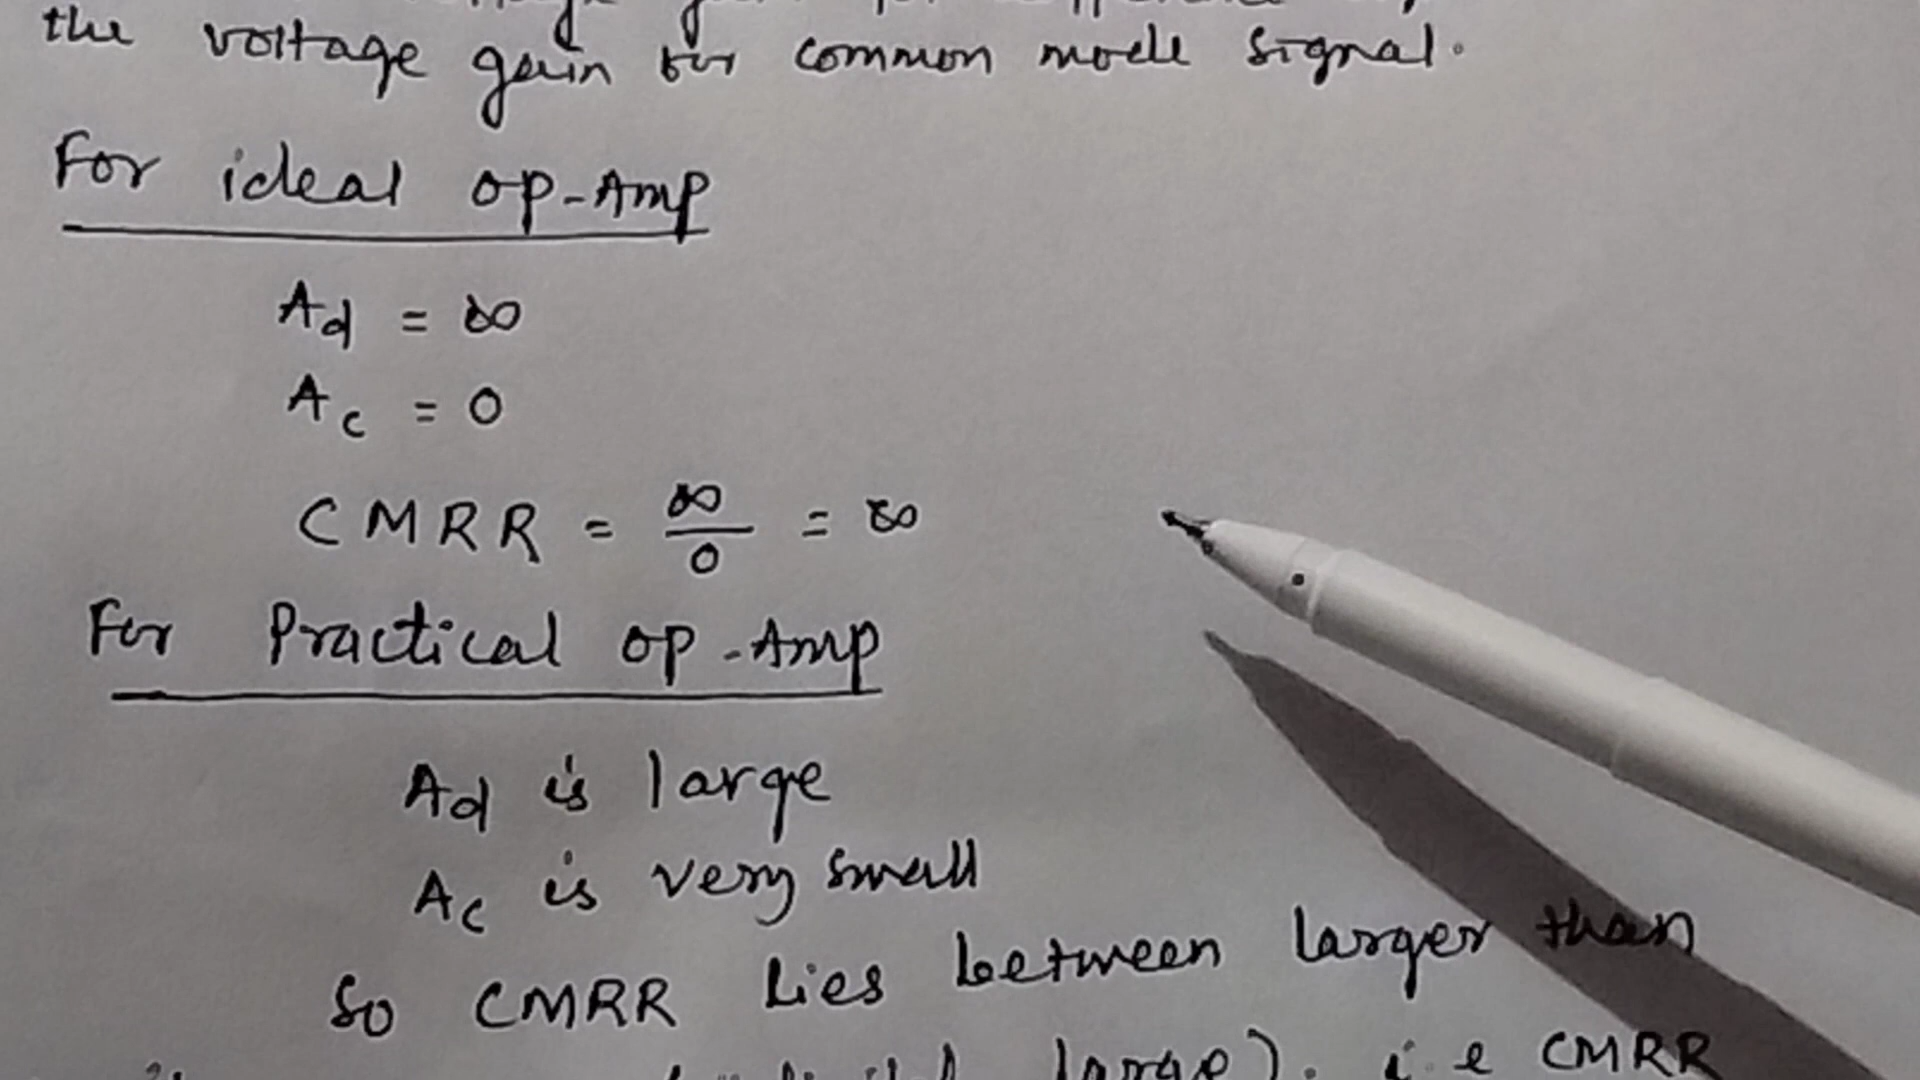 the voltage gain for common mode signal.
For ideal op-Amp
Ad = ∞
Ac = 0
CMRR = ∞/0 = ∞
For Practical op-Amp
Ad is large
Ac is very small
So CMRR Lies between larger than
large). i.e CMRR